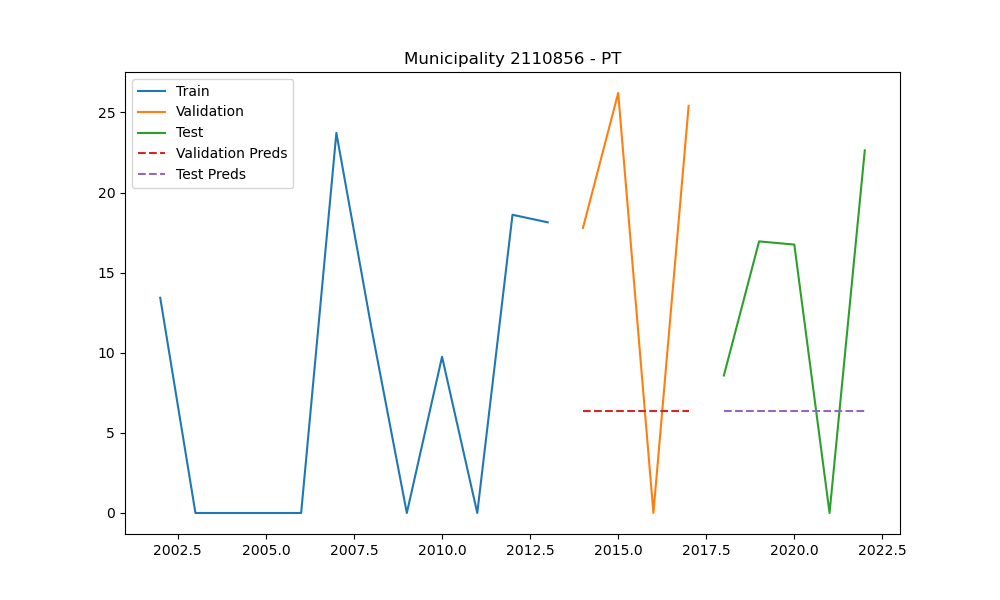 Municipality 2110856 - PT
Train
Validation
Test
Validation Preds
Test Preds
25
20
15
10
5
0
2002.5 2005.0 2007.5 2010.0 2012.5 2015.0 2017.5 2020.0 2022.5